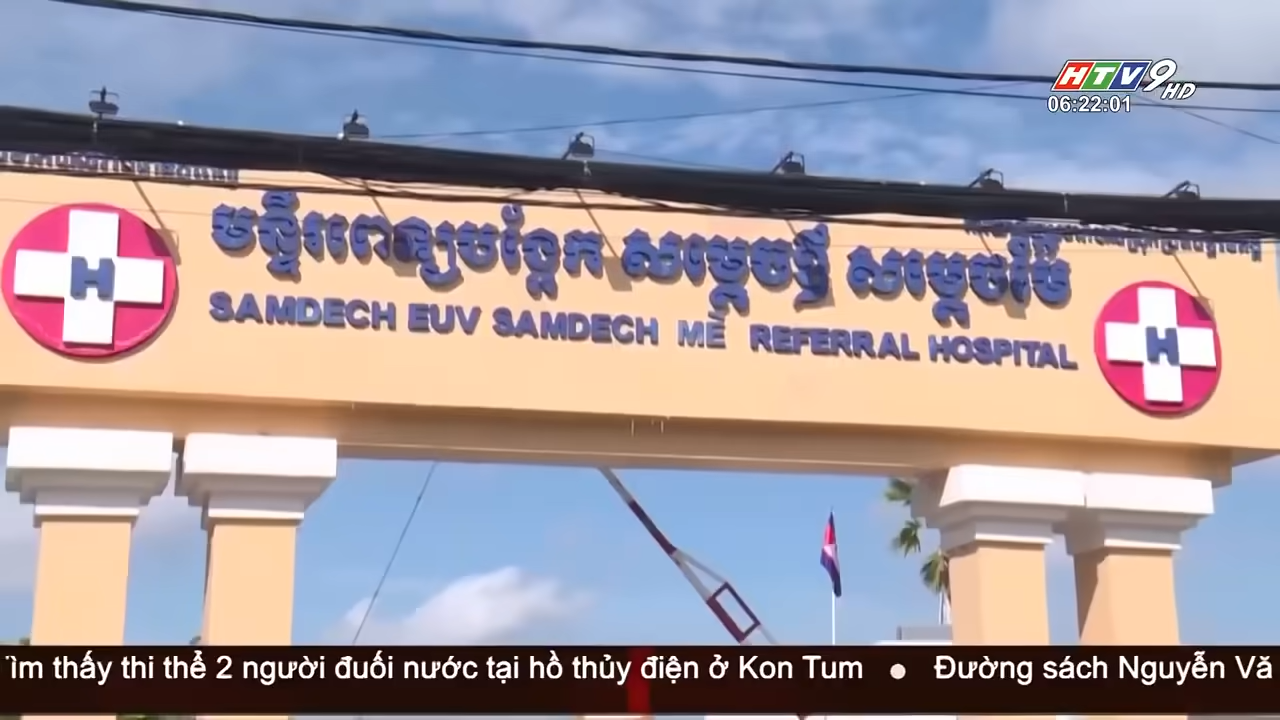 HTV9 HD
06:22:01
មន្ទីរពេទ្យបង្អែក សម្ដេចឪ សម្ដេចម៉ែ
SAMDECH EUV SAMDECH MÈ REFERRAL HOSPITAL
H
H
ìm thấy thi thể 2 người đuối nước tại hồ thủy điện ở Kon Tum ● Đường sách Nguyễn Vă